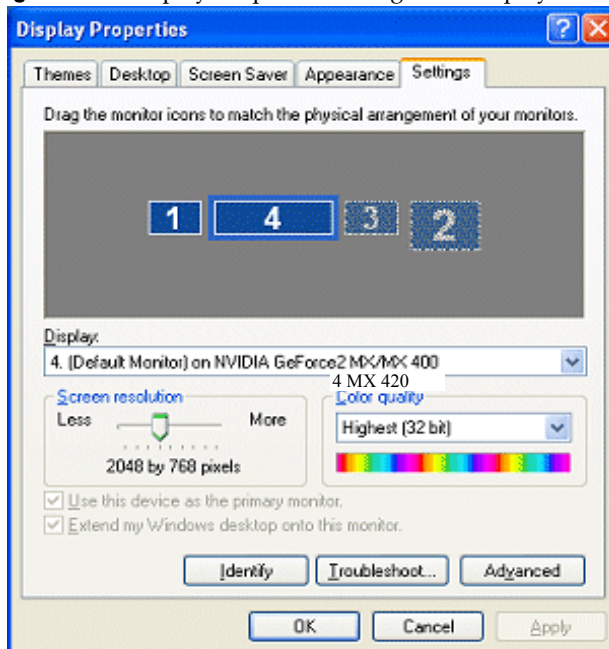 Display Properties
Themes Desktop Screen Saver Appearance Settings
Drag the monitor icons to match the physical arrangement of your monitors.
1 4 3 2
Display:
4. (Default Monitor) on NVIDIA GeForce2 MX/MX 400
4 MX 420
Screen resolution
Less More
2048 by 768 pixels
Color quality
Highest (32 bit)
Use this device as the primary monitor.
Extend my Windows desktop onto this monitor.
Identify Troubleshoot... Advanced
OK Cancel Apply